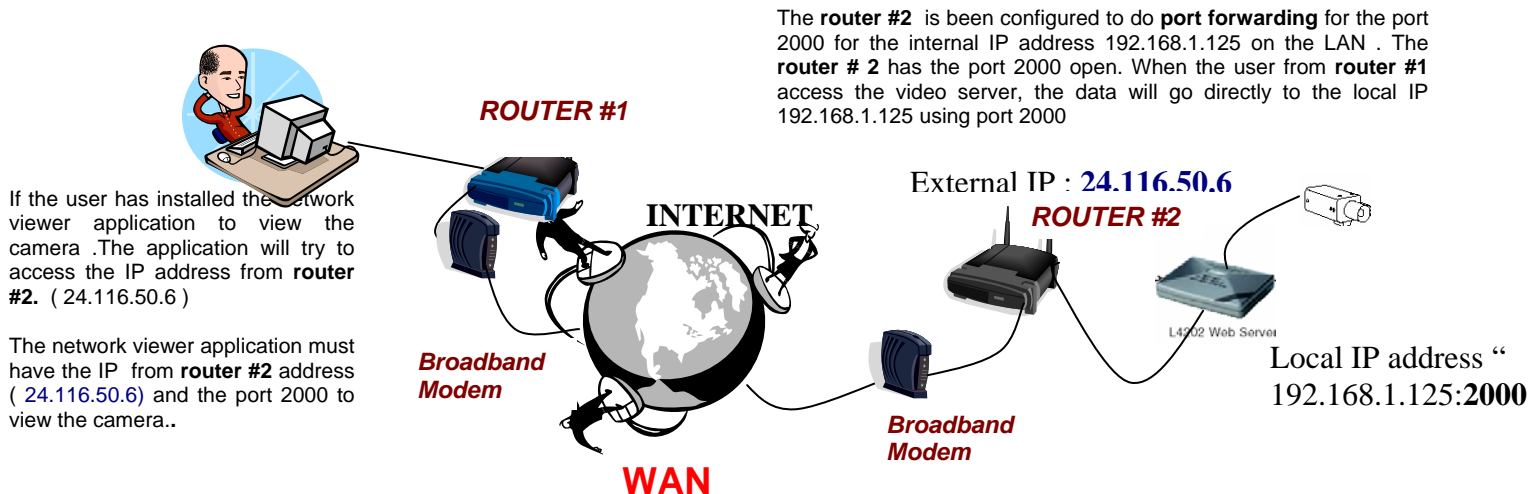 The router #2 is been configured to do port forwarding for the port
2000 for the internal IP address 192.168.1.125 on the LAN . The
router # 2 has the port 2000 open. When the user from router #1
access the video server, the data will go directly to the local IP
192.168.1.125 using port 2000
ROUTER #1
If the user has installed the network
viewer application to view the
camera .The application will try to
access the IP address from router
#2. ( 24.116.50.6 )
The network viewer application must
have the IP from router #2 address
( 24.116.50.6) and the port 2000 to
view the camera..
Broadband
Modem
INTERNET
WAN
External IP : 24.116.50.6
ROUTER #2
Broadband
Modem
L4202 Web Server
Local IP address “
192.168.1.125:2000